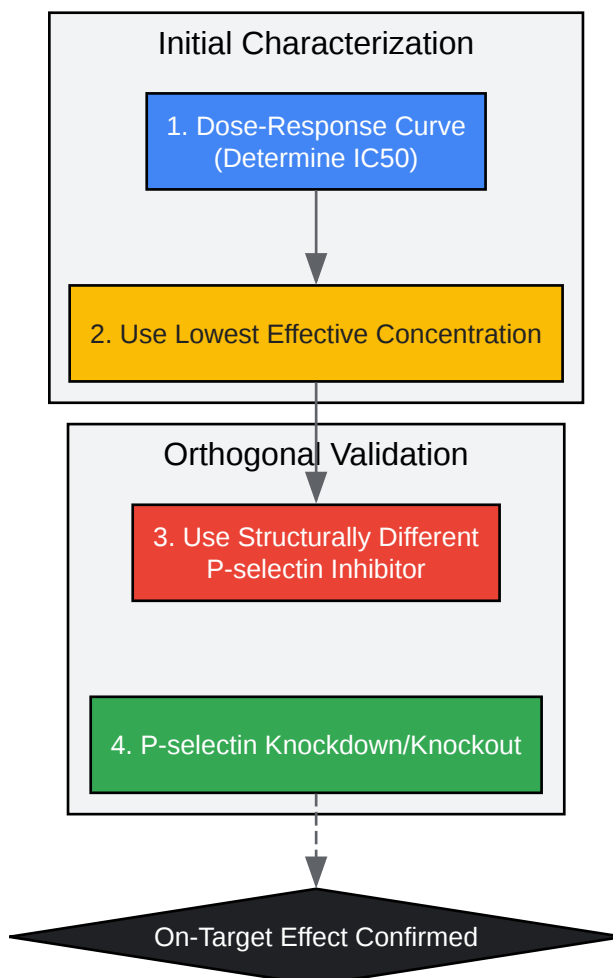 Initial Characterization
1. Dose-Response Curve
(Determine IC50)
2. Use Lowest Effective Concentration
Orthogonal Validation
3. Use Structurally Different
P-selectin Inhibitor
4. P-selectin Knockdown/Knockout
On-Target Effect Confirmed